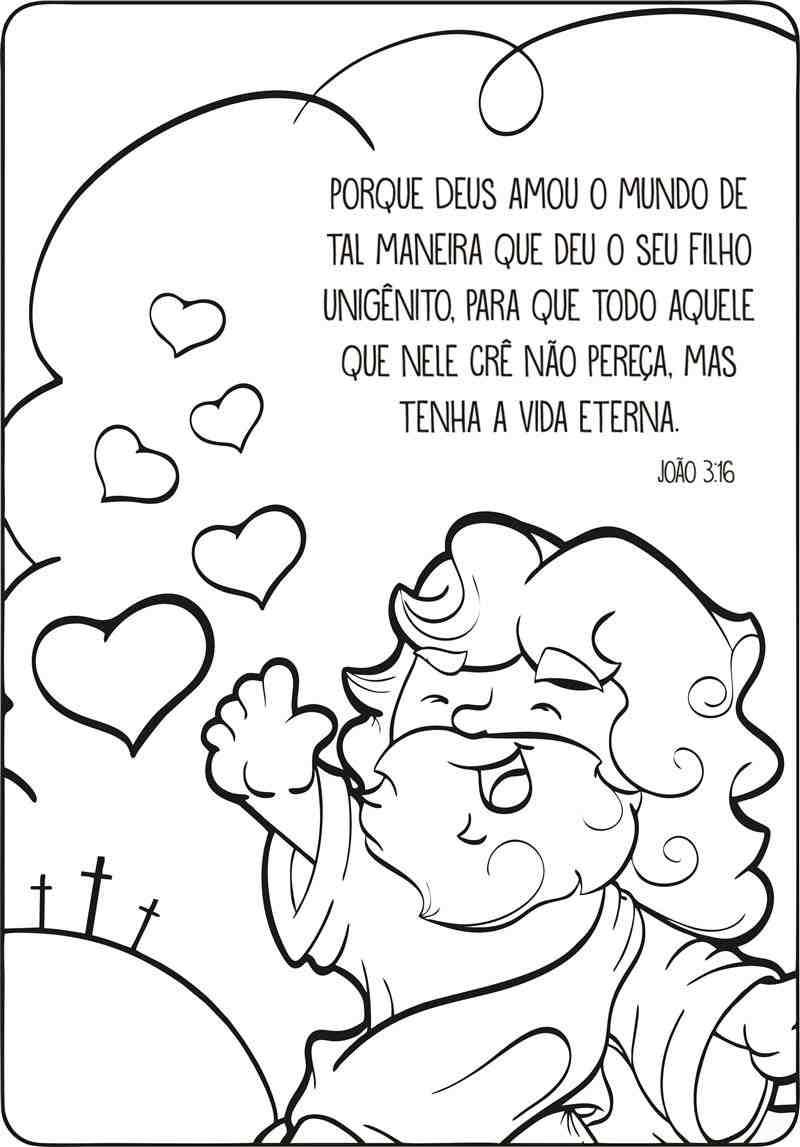 PORQUE DEUS AMOU O MUNDO DE
TAL MANEIRA QUE DEU O SEU FILHO
UNIGÊNITO, PARA QUE TODO AQUELE
QUE NELE CRÊ NÃO PEREÇA, MAS
TENHA A VIDA ETERNA.
JOÃO 3:16